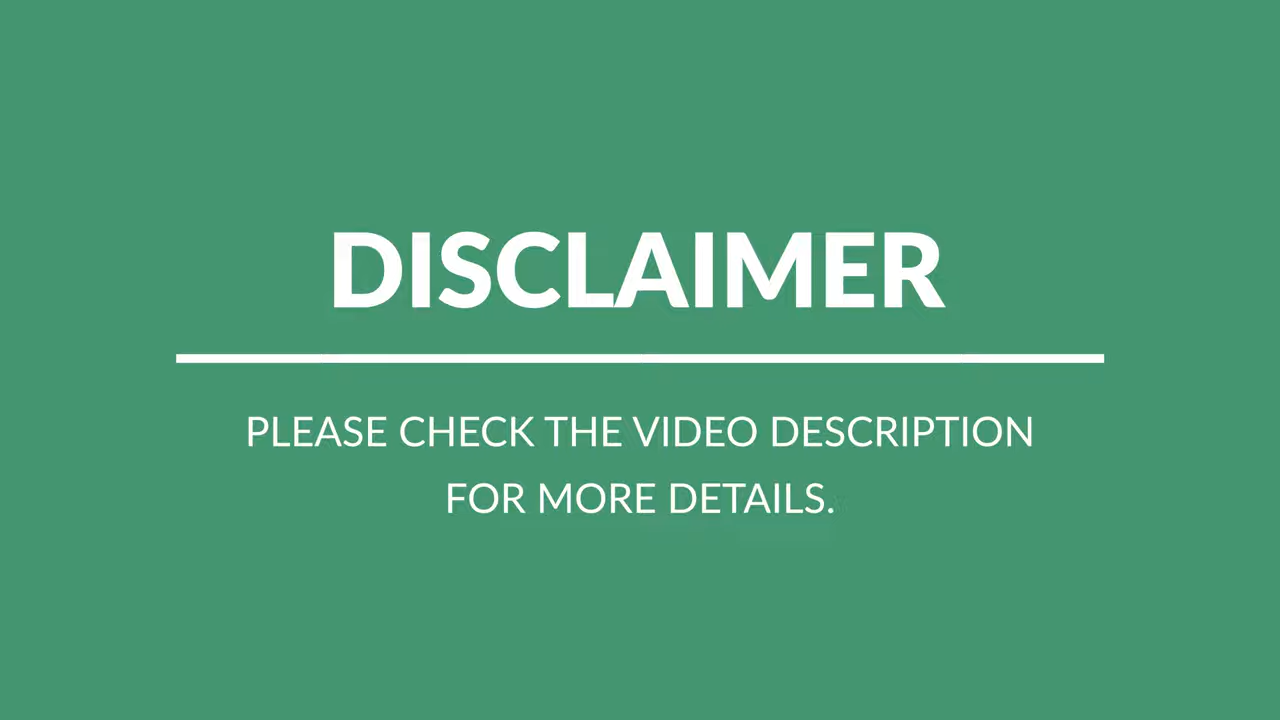 DISCLAIMER
PLEASE CHECK THE VIDEO DESCRIPTION
FOR MORE DETAILS.